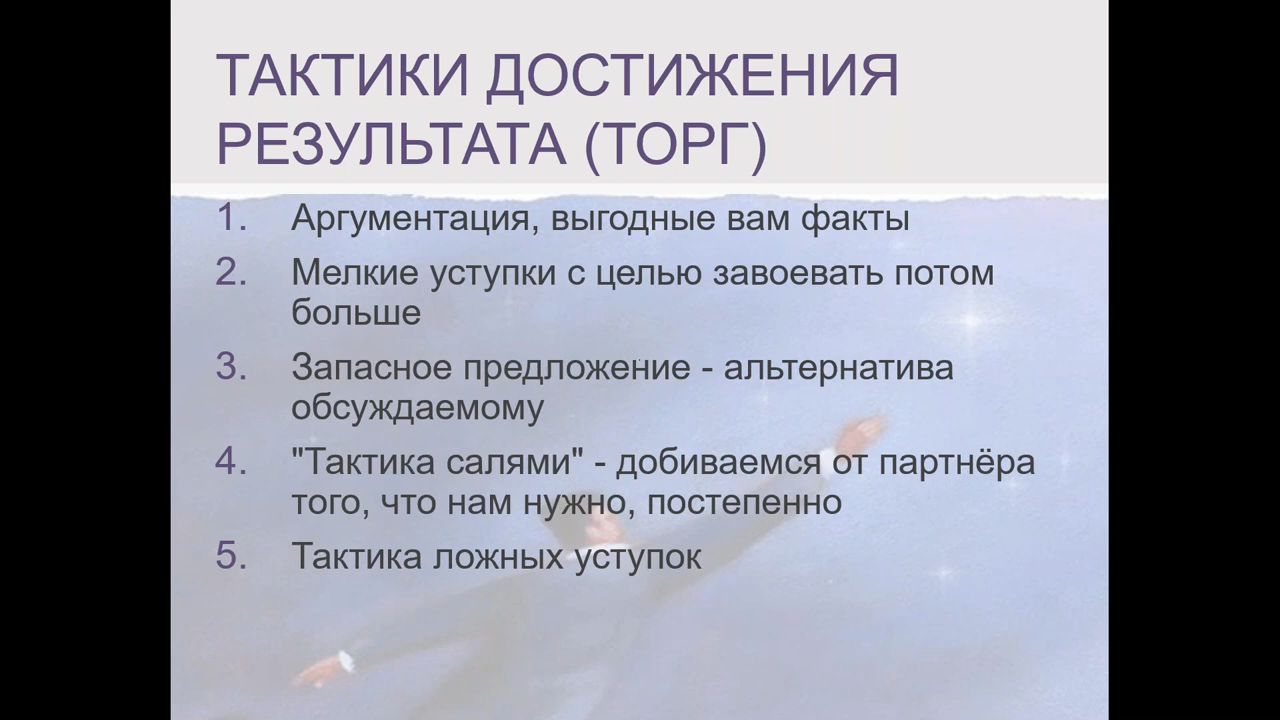 ТАКТИКИ ДОСТИЖЕНИЯ
РЕЗУЛЬТАТА (ТОРГ)
1. Аргументация, выгодные вам факты
2. Мелкие уступки с целью завоевать потом
больше
3. Запасное предложение - альтернатива
обсуждаемому
4. "Тактика салями" - добиваемся от партнёра
того, что нам нужно, постепенно
5. Тактика ложных уступок